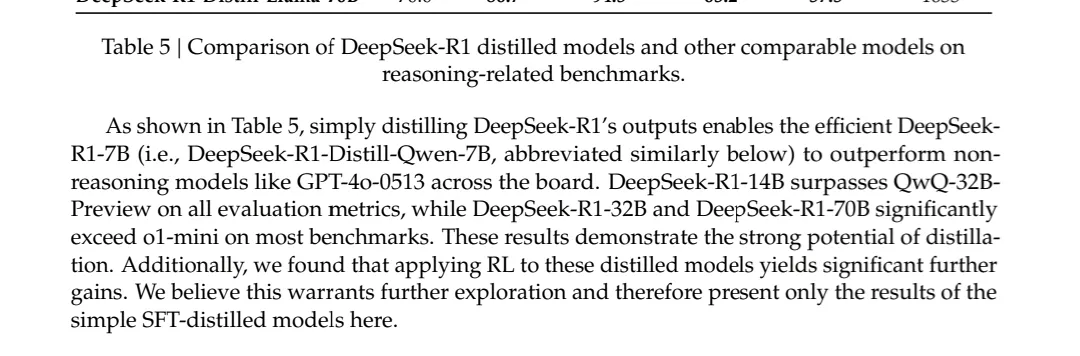 Table 5 | Comparison of DeepSeek-R1 distilled models and other comparable models on
reasoning-related benchmarks.
As shown in Table 5, simply distilling DeepSeek-R1's outputs enables the efficient DeepSeek-
R1-7B (i.e., DeepSeek-R1-Distill-Qwen-7B, abbreviated similarly below) to outperform non-
reasoning models like GPT-4o-0513 across the board. DeepSeek-R1-14B surpasses QwQ-32B-
Preview on all evaluation metrics, while DeepSeek-R1-32B and DeepSeek-R1-70B significantly
exceed o1-mini on most benchmarks. These results demonstrate the strong potential of distilla-
tion. Additionally, we found that applying RL to these distilled models yields significant further
gains. We believe this warrants further exploration and therefore present only the results of the
simple SFT-distilled models here.